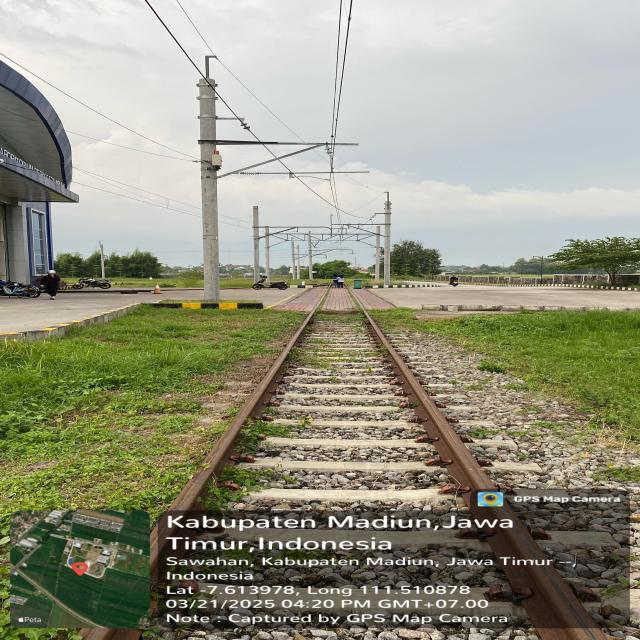 GPS Map Camera
Kabupaten Madiun,Jawa
Timur,Indonesia
Sawahan, Kabupaten Madiun, Jawa Timur --,
Indonesia
Lat -7.613978, Long 111.510878
03/21/2025 04:20 PM GMT+07.00
Note : Captured by GPS Map Camera
Peta